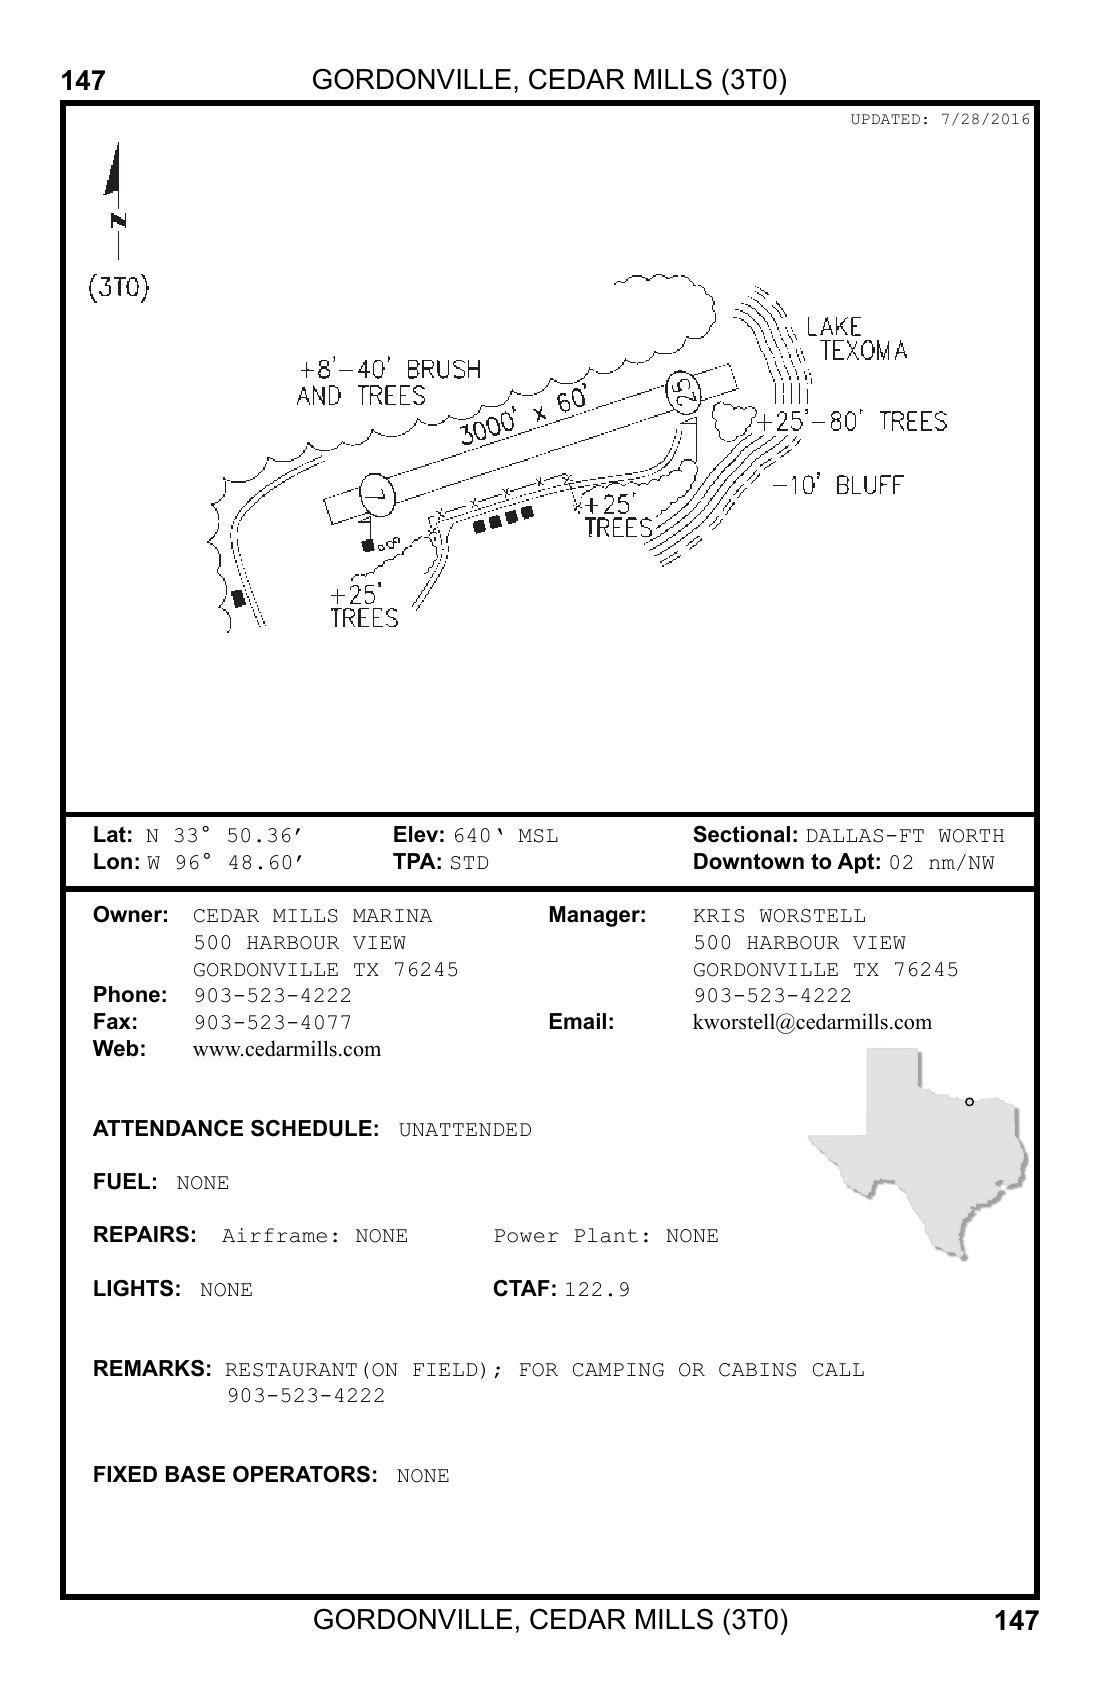 147 GORDONVILLE, CEDAR MILLS (3T0)
UPDATED: 7/28/2016
N
(3T0)
LAKE
TEXOMA
+8'-40' BRUSH
AND TREES
3000' x 60'
25
+25'-80' TREES
-10' BLUFF
7
+25'
TREES
+25'
TREES
Lat: N 33° 50.36′ Elev: 640‘ MSL Sectional: DALLAS-FT WORTH
Lon: W 96° 48.60′ TPA: STD Downtown to Apt: 02 nm/NW
Owner: CEDAR MILLS MARINA Manager: KRIS WORSTELL
500 HARBOUR VIEW 500 HARBOUR VIEW
GORDONVILLE TX 76245 GORDONVILLE TX 76245
Phone: 903-523-4222 903-523-4222
Fax: 903-523-4077 Email: kworstell@cedarmills.com
Web: www.cedarmills.com
ATTENDANCE SCHEDULE: UNATTENDED
FUEL: NONE
REPAIRS: Airframe: NONE Power Plant: NONE
LIGHTS: NONE CTAF: 122.9
REMARKS: RESTAURANT(ON FIELD); FOR CAMPING OR CABINS CALL
903-523-4222
FIXED BASE OPERATORS: NONE
GORDONVILLE, CEDAR MILLS (3T0) 147